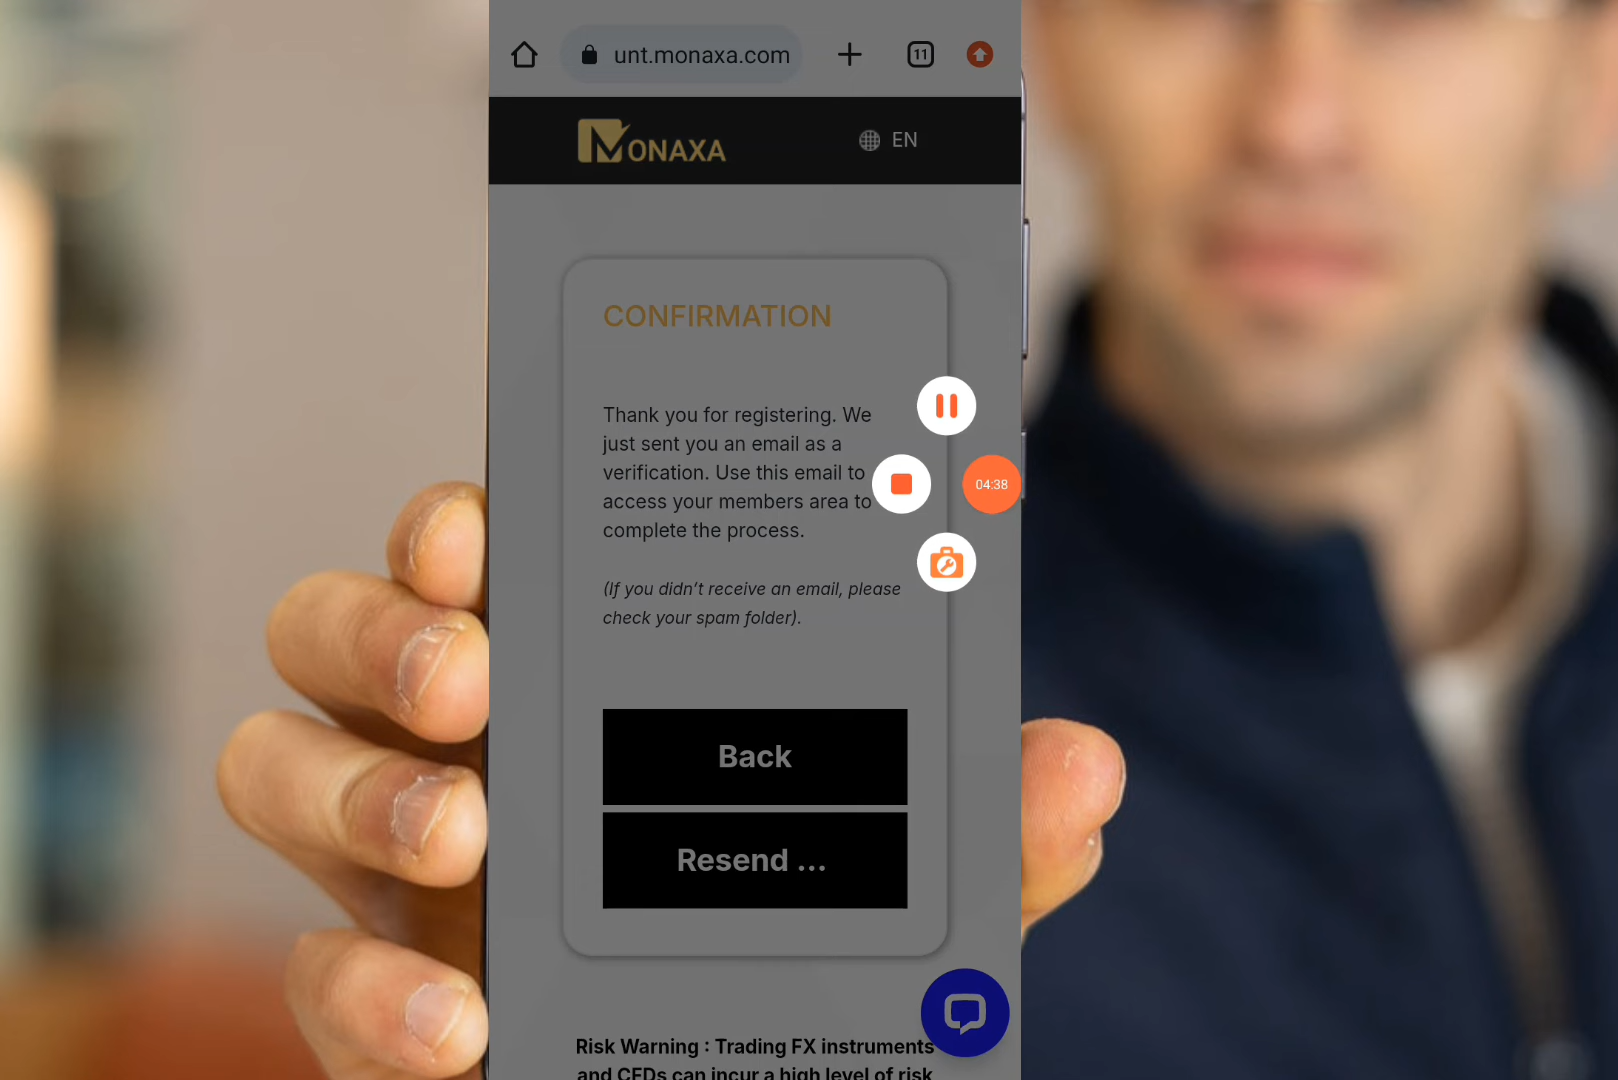 unt.monaxa.com
11
MONAXA
EN
CONFIRMATION
Thank you for registering. We
just sent you an email as a
verification. Use this email to
access your members area to
complete the process.
04:38
(If you didn’t receive an email, please
check your spam folder).
Back
Resend ...
Risk Warning : Trading FX instruments
and CFDs can incur a high level of risk